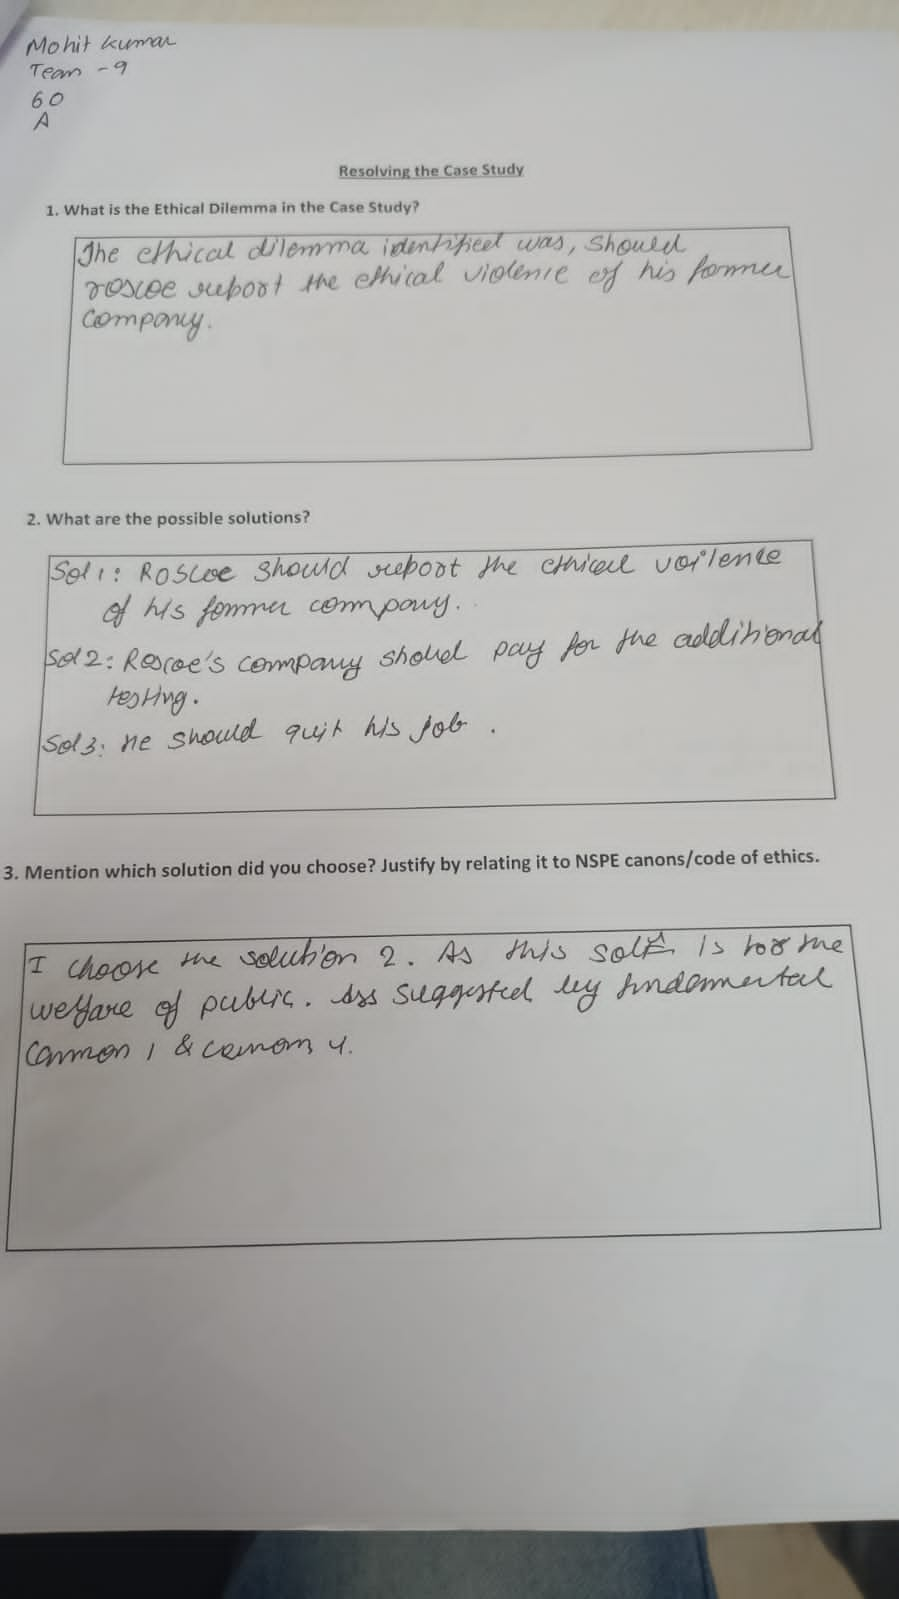 Mohit Kumar
Team - 9
60
A
Resolving the Case Study
1. What is the Ethical Dilemma in the Case Study?
The ethical dilemma identified was, should
roscoe report the ethical violence of his former
company.
2. What are the possible solutions?
Sol 1: Roscoe should report the ethical voilence
of his former company.
Sol 2: Roscoe's company should pay for the additional
testing.
Sol 3: He should quit his job.
3. Mention which solution did you choose? Justify by relating it to NSPE canons/code of ethics.
I choose the solution 2. As this sol is for the
welfare of public. Ass suggested by fundamental
Canon 1 & canon 4.